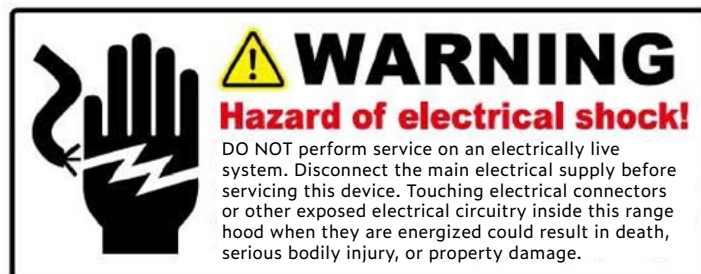 WARNING
Hazard of electrical shock!
DO NOT perform service on an electrically live
system. Disconnect the main electrical supply before
servicing this device. Touching electrical connectors
or other exposed electrical circuitry inside this range
hood when they are energized could result in death,
serious bodily injury, or property damage.